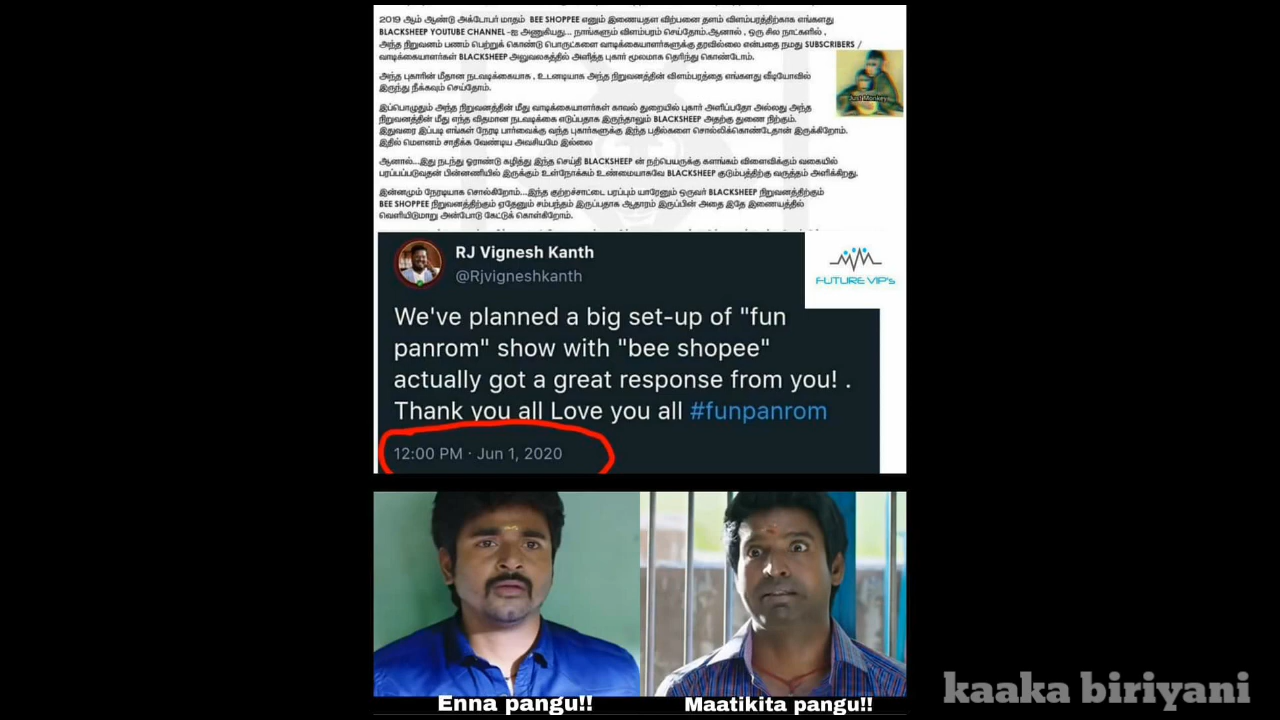 2019 ஆம் ஆண்டு அக்டோபர் மாதம் BEE SHOPPEE எனும் இணையதள விற்பனை தளம் விளம்பரத்திற்காக எங்களது
BLACKSHEEP YOUTUBE CHANNEL -ஐ அணுகியது... நாங்களும் விளம்பரம் செய்தோம்.ஆனால் , ஒரு சில நாட்களில் ,
அந்த நிறுவனம் பணம் பெற்றுக் கொண்டு பொருட்களை வாடிக்கையாளர்களுக்கு தரவில்லை என்பதை நமது SUBSCRIBERS /
வாடிக்கையாளர்கள் BLACKSHEEP அலுவலகத்தில் அளித்த புகார் மூலமாக தெரிந்து கொண்டோம்.
அந்த புகாரின் மீதான நடவடிக்கையாக , உடனடியாக அந்த நிறுவனத்தின் விளம்பரத்தை எங்களது வீடியோவில்
இருந்து நீக்கவும் செய்தோம்.
Just Monkey
இப்பொழுதும் அந்த நிறுவனத்தின் மீது வாடிக்கையாளர்கள் காவல் துறையில் புகார் அளிப்பதோ அல்லது அந்த
நிறுவனத்தின் மீது எந்த விதமான நடவடிக்கை எடுப்பதாக இருந்தாலும் BLACKSHEEP அதற்கு துணை நிற்கும்.
இதுவரை இப்படி எங்கள் நேரடி பார்வைக்கு வந்த புகார்களுக்கு இந்த பதில்களை சொல்லிக்கொண்டேதான் இருக்கிறோம்.
இதில் மௌனம் சாதிக்க வேண்டிய அவசியமே இல்லை
ஆனால்...இது நடந்து ஓராண்டு கழித்து இந்த செய்தி BLACKSHEEP ன் நற்பெயருக்கு களங்கம் விளைவிக்கும் வகையில்
பரப்பப்படுவதன் பின்னணியில் இருக்கும் உள்நோக்கம் உண்மையாகவே BLACKSHEEP குடும்பத்திற்கு வருத்தம் அளிக்கிறது.
இன்னமும் நேரடியாக சொல்கிறோம்...இந்த குற்றச்சாட்டை பரப்பும் யாரேனும் ஒருவர் BLACKSHEEP நிறுவனத்திற்கும்
BEE SHOPPEE நிறுவனத்திற்கும் ஏதேனும் சம்பந்தம் இருப்பதாக ஆதாரம் இருப்பின் அதை இதே இணையத்தில்
வெளியிடுமாறு அன்போடு கேட்டுக் கொள்கிறோம்.
RJ Vignesh Kanth
@Rjvigneshkanth
FUTURE VIP's
We've planned a big set-up of "fun
panrom" show with "bee shopee"
actually got a great response from you! .
Thank you all Love you all #funpanrom
12:00 PM · Jun 1, 2020
Enna pangu!!
Maatikita pangu!!
kaaka biriyani